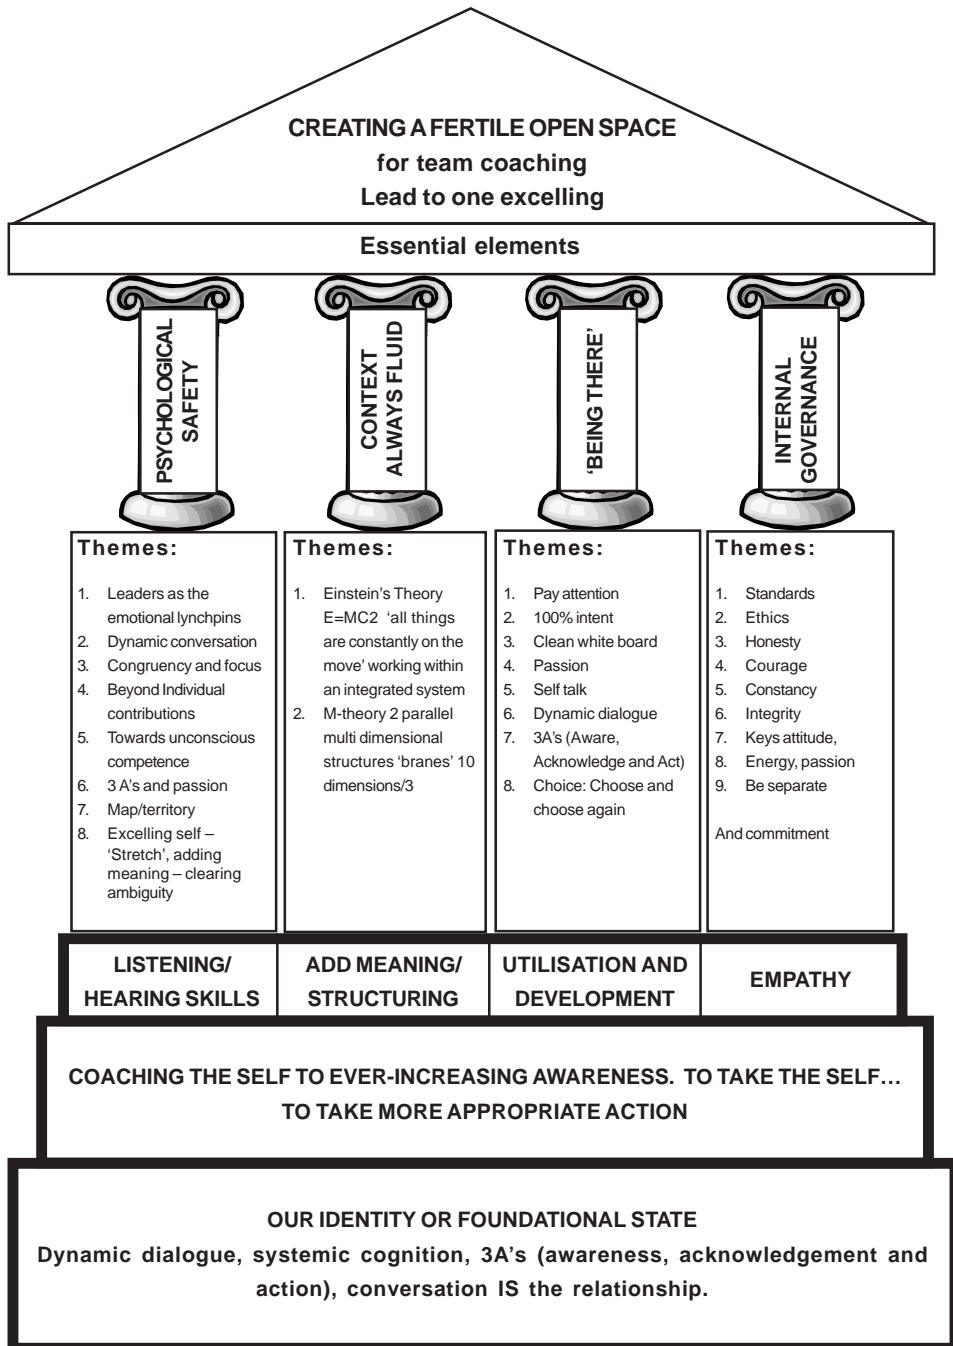 CREATING A FERTILE OPEN SPACE
for team coaching
Lead to one excelling
Essential elements
PSYCHOLOGICAL
SAFETY
CONTEXT
ALWAYS FLUID
‘BEING THERE’
INTERNAL
GOVERNANCE
Themes:
1. Leaders as the
emotional lynchpins
2. Dynamic conversation
3. Congruency and focus
4. Beyond Individual
contributions
5. Towards unconscious
competence
6. 3 A's and passion
7. Map/territory
8. Excelling self –
‘Stretch’, adding
meaning – clearing
ambiguity
Themes:
1. Einstein's Theory
E=MC2 ‘all things
are constantly on the
move’ working within
an integrated system
2. M-theory 2 parallel
multi dimensional
structures ‘branes’ 10
dimensions/3
Themes:
1. Pay attention
2. 100% intent
3. Clean white board
4. Passion
5. Self talk
6. Dynamic dialogue
7. 3A's (Aware,
Acknowledge and Act)
8. Choice: Choose and
choose again
Themes:
1. Standards
2. Ethics
3. Honesty
4. Courage
5. Constancy
6. Integrity
7. Keys attitude,
8. Energy, passion
9. Be separate
And commitment
LISTENING/
HEARING SKILLS
ADD MEANING/
STRUCTURING
UTILISATION AND
DEVELOPMENT
EMPATHY
COACHING THE SELF TO EVER-INCREASING AWARENESS. TO TAKE THE SELF…
TO TAKE MORE APPROPRIATE ACTION
OUR IDENTITY OR FOUNDATIONAL STATE
Dynamic dialogue, systemic cognition, 3A's (awareness, acknowledgement and
action), conversation IS the relationship.